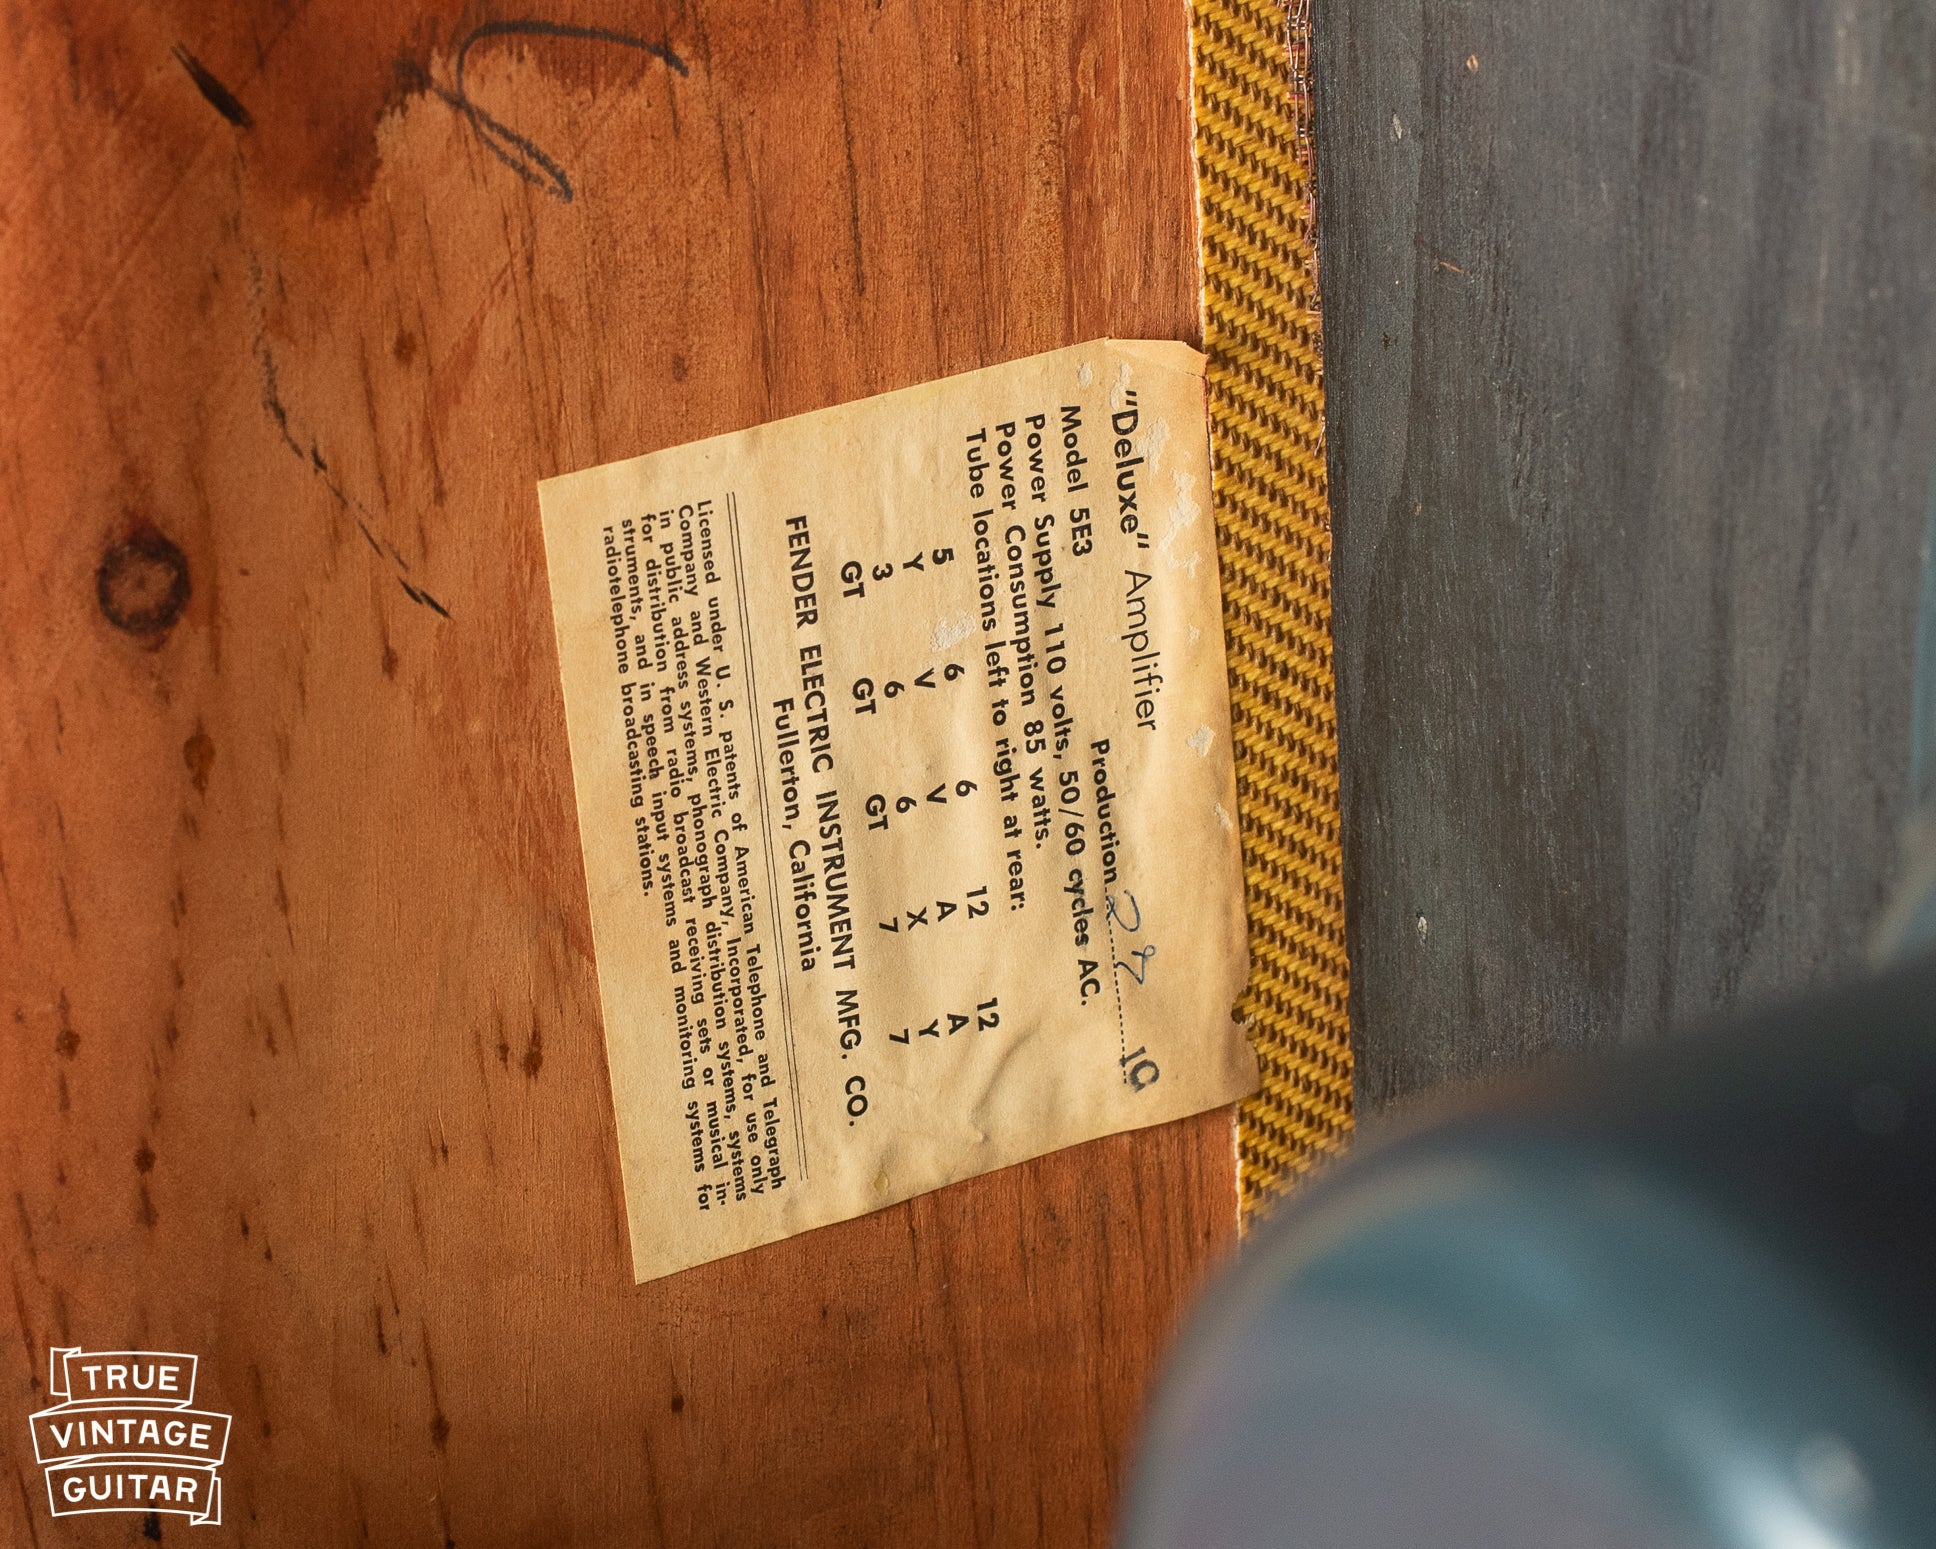 "Deluxe" Amplifier
Model 5E3 Production 28 IG
Power Supply 110 volts, 50/60 cycles AC.
Power Consumption 85 watts.
Tube locations left to right at rear:
5 6 6 12 12
Y V V A A
3 6 6 X Y
GT GT GT 7 7
FENDER ELECTRIC INSTRUMENT MFG. CO.
Fullerton, California
Licensed under U. S. patents of American Telephone and Telegraph
Company and Western Electric Company, Incorporated, for use only
in public address systems, phonograph distribution systems, systems
for distribution from radio broadcast receiving sets or musical in-
struments, and in speech input systems and monitoring systems for
radiotelephone broadcasting stations.
TRUE
VINTAGE
GUITAR